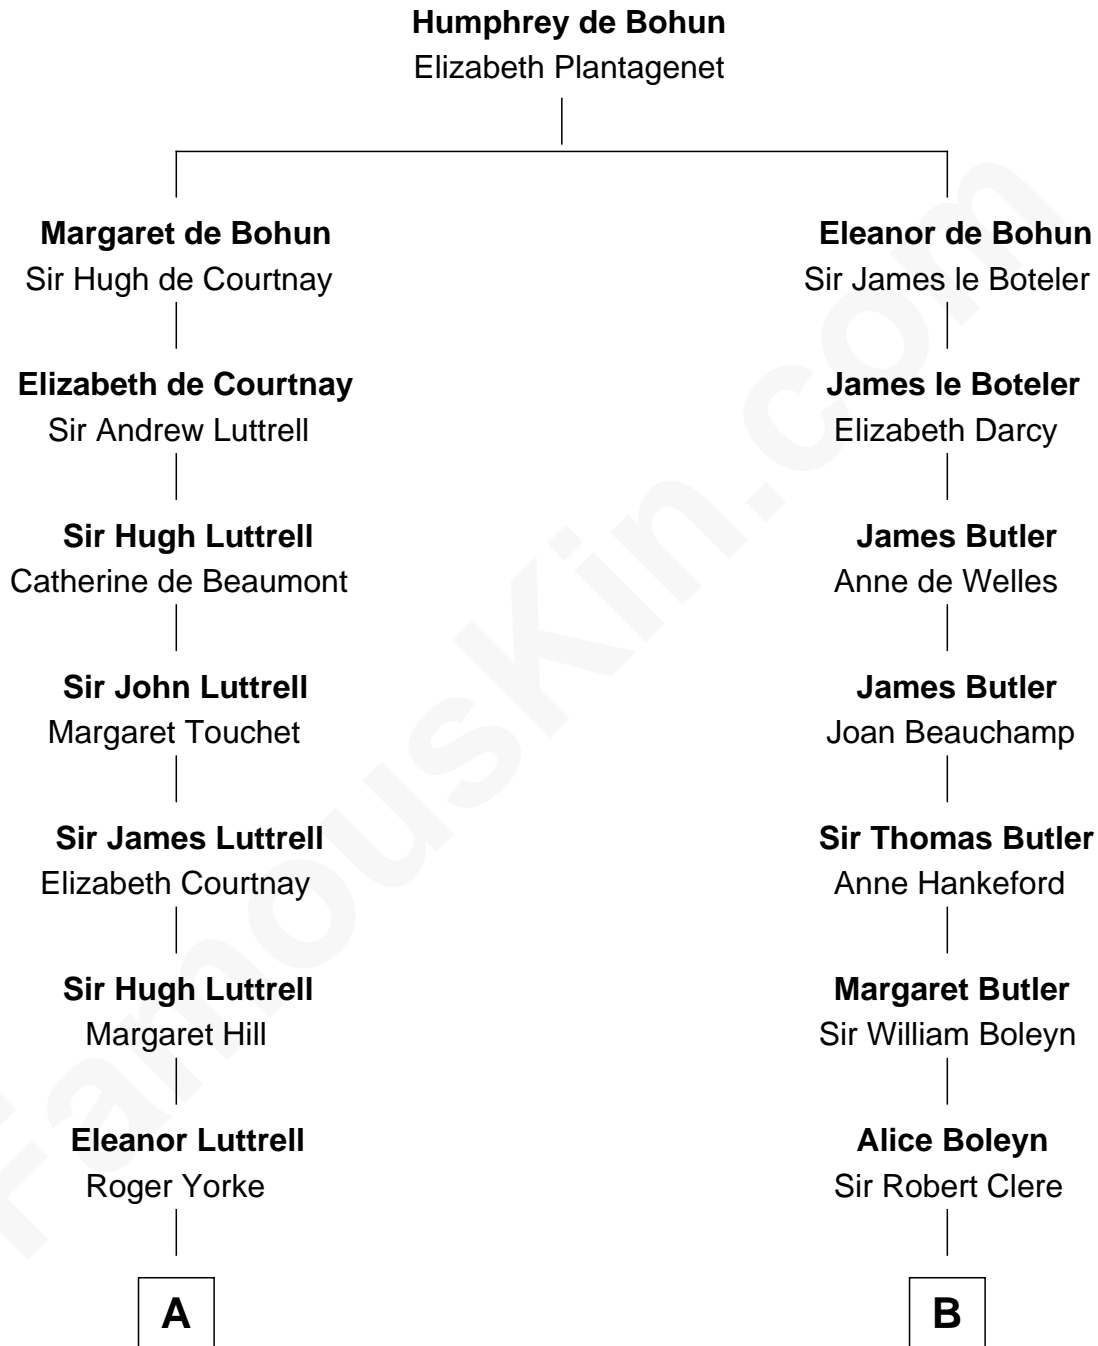 Humphrey de Bohun
Elizabeth Plantagenet
Margaret de Bohun
Sir Hugh de Courtnay
Eleanor de Bohun
Sir James le Boteler
Elizabeth de Courtnay
Sir Andrew Luttrell
James le Boteler
Elizabeth Darcy
Sir Hugh Luttrell
Catherine de Beaumont
James Butler
Anne de Welles
Sir John Luttrell
Margaret Touchet
James Butler
Joan Beauchamp
Sir James Luttrell
Elizabeth Courtnay
Sir Thomas Butler
Anne Hankeford
Sir Hugh Luttrell
Margaret Hill
Margaret Butler
Sir William Boleyn
Eleanor Luttrell
Roger Yorke
Alice Boleyn
Sir Robert Clere
A
B
FamousKin.com